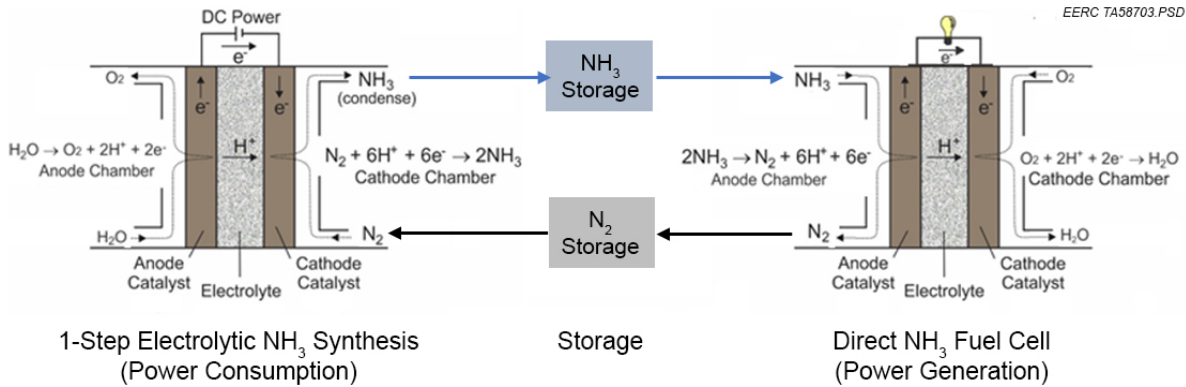 EERC TA58703.PSD
DC Power
e-
O₂
NH₃
(condense)
e-
e-
H⁺
H₂O → O₂ + 2H⁺ + 2e-
Anode Chamber
N₂ + 6H⁺ + 6e- → 2NH₃
Cathode Chamber
H₂O
N₂
Anode
Catalyst
Electrolyte
Cathode
Catalyst
1-Step Electrolytic NH₃ Synthesis
(Power Consumption)
NH₃
Storage
N₂
Storage
Storage
e-
NH₃
O₂
e-
e-
H⁺
2NH₃ → N₂ + 6H⁺ + 6e-
Anode Chamber
O₂ + 2H⁺ + 2e- → H₂O
Cathode Chamber
N₂
H₂O
Anode
Catalyst
Electrolyte
Cathode
Catalyst
Direct NH₃ Fuel Cell
(Power Generation)